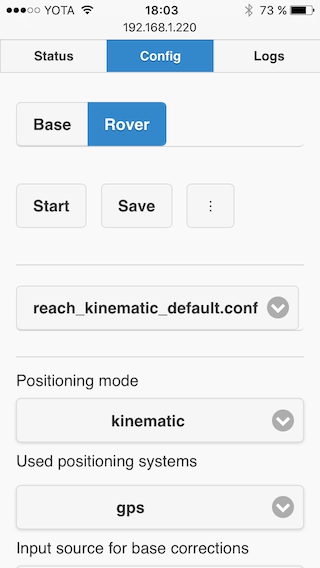 YOTA 18:03 73 %
192.168.1.220
Status Config Logs
Base Rover
Start Save ⋮
reach_kinematic_default.conf
Positioning mode
kinematic
Used positioning systems
gps
Input source for base corrections